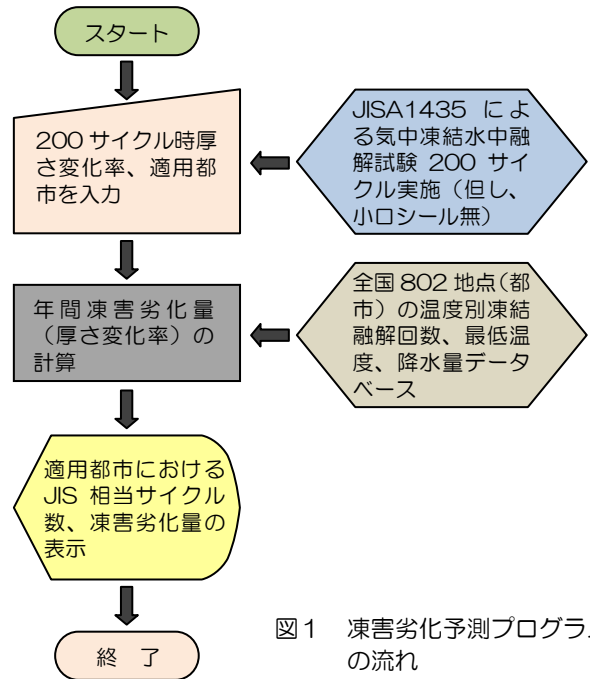 スタート
200 サイクル時厚
さ変化率、適用都
市を入力
JISA1435 によ
る気中凍結水中融
解試験 200 サイ
クル実施（但し、
小口シール無）
年間凍害劣化量
（厚さ変化率）の
計算
全国 802 地点（都
市）の温度別凍結
融解回数、最低温
度、降水量データ
ベース
適用都市における
JIS 相当サイクル
数、凍害劣化量の
表示
終　了
図１　凍害劣化予測プログラ
の流れ